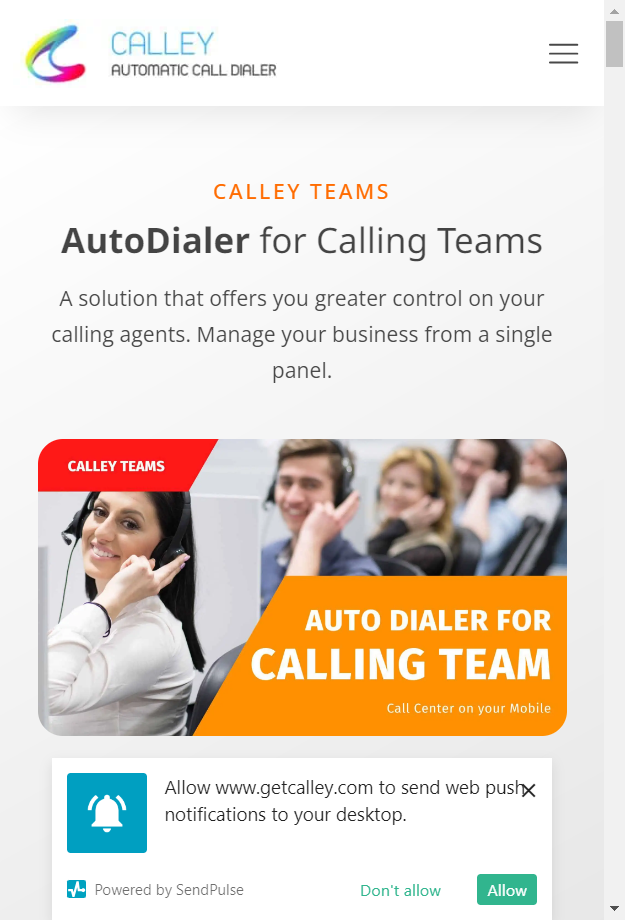 CALLEY
AUTOMATIC CALL DIALER
CALLEY TEAMS
AutoDialer for Calling Teams
A solution that offers you greater control on your
calling agents. Manage your business from a single
panel.
CALLEY TEAMS
AUTO DIALER FOR
CALLING TEAM
Call Center on your Mobile
Allow www.getcalley.com to send web push
notifications to your desktop.
Powered by SendPulse
Don't allow
Allow